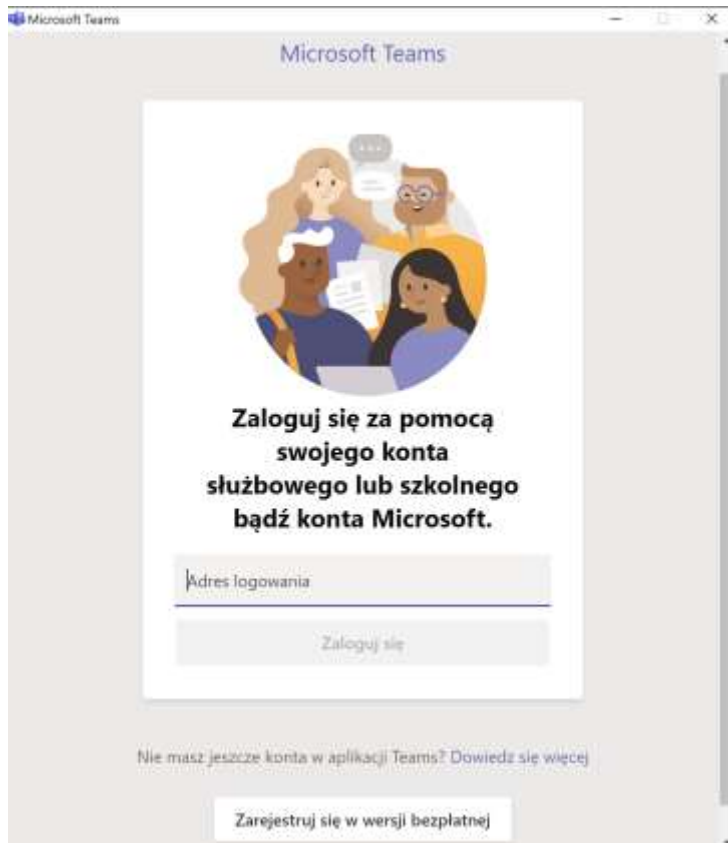 Microsoft Teams
Microsoft Teams
Zaloguj się za pomocą
swojego konta
służbowego lub szkolnego
bądź konta Microsoft.
Adres logowania
Zaloguj się
Nie masz jeszcze konta w aplikacji Teams? Dowiedz się więcej
Zarejestruj się w wersji bezpłatnej